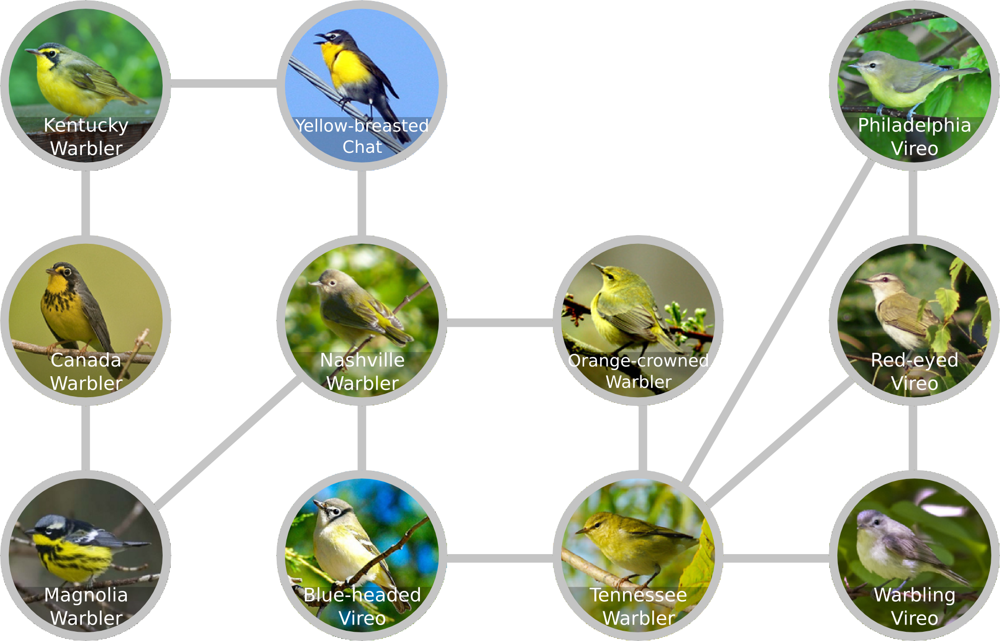 Kentucky
Warbler
Yellow-breasted
Chat
Philadelphia
Vireo
Canada
Warbler
Nashville
Warbler
Orange-crowned
Warbler
Red-eyed
Vireo
Magnolia
Warbler
Blue-headed
Vireo
Tennessee
Warbler
Warbling
Vireo